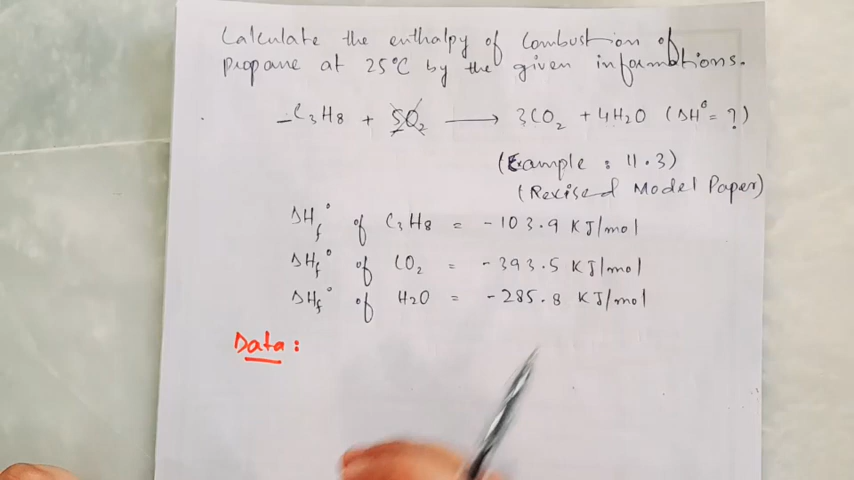 Calculate the enthalpy of Combustion of
propane at 25°C by the given informations.
C₃H₈ + 5O₂ ⟶ 3CO₂ + 4H₂O (ΔH° = ?)
(Example : 11.3)
(Revised Model Paper)
ΔHf° of C₃H₈ = -103.9 KJ/mol
ΔHf° of CO₂ = -393.5 KJ/mol
ΔHf° of H₂O = -285.8 KJ/mol
Data: